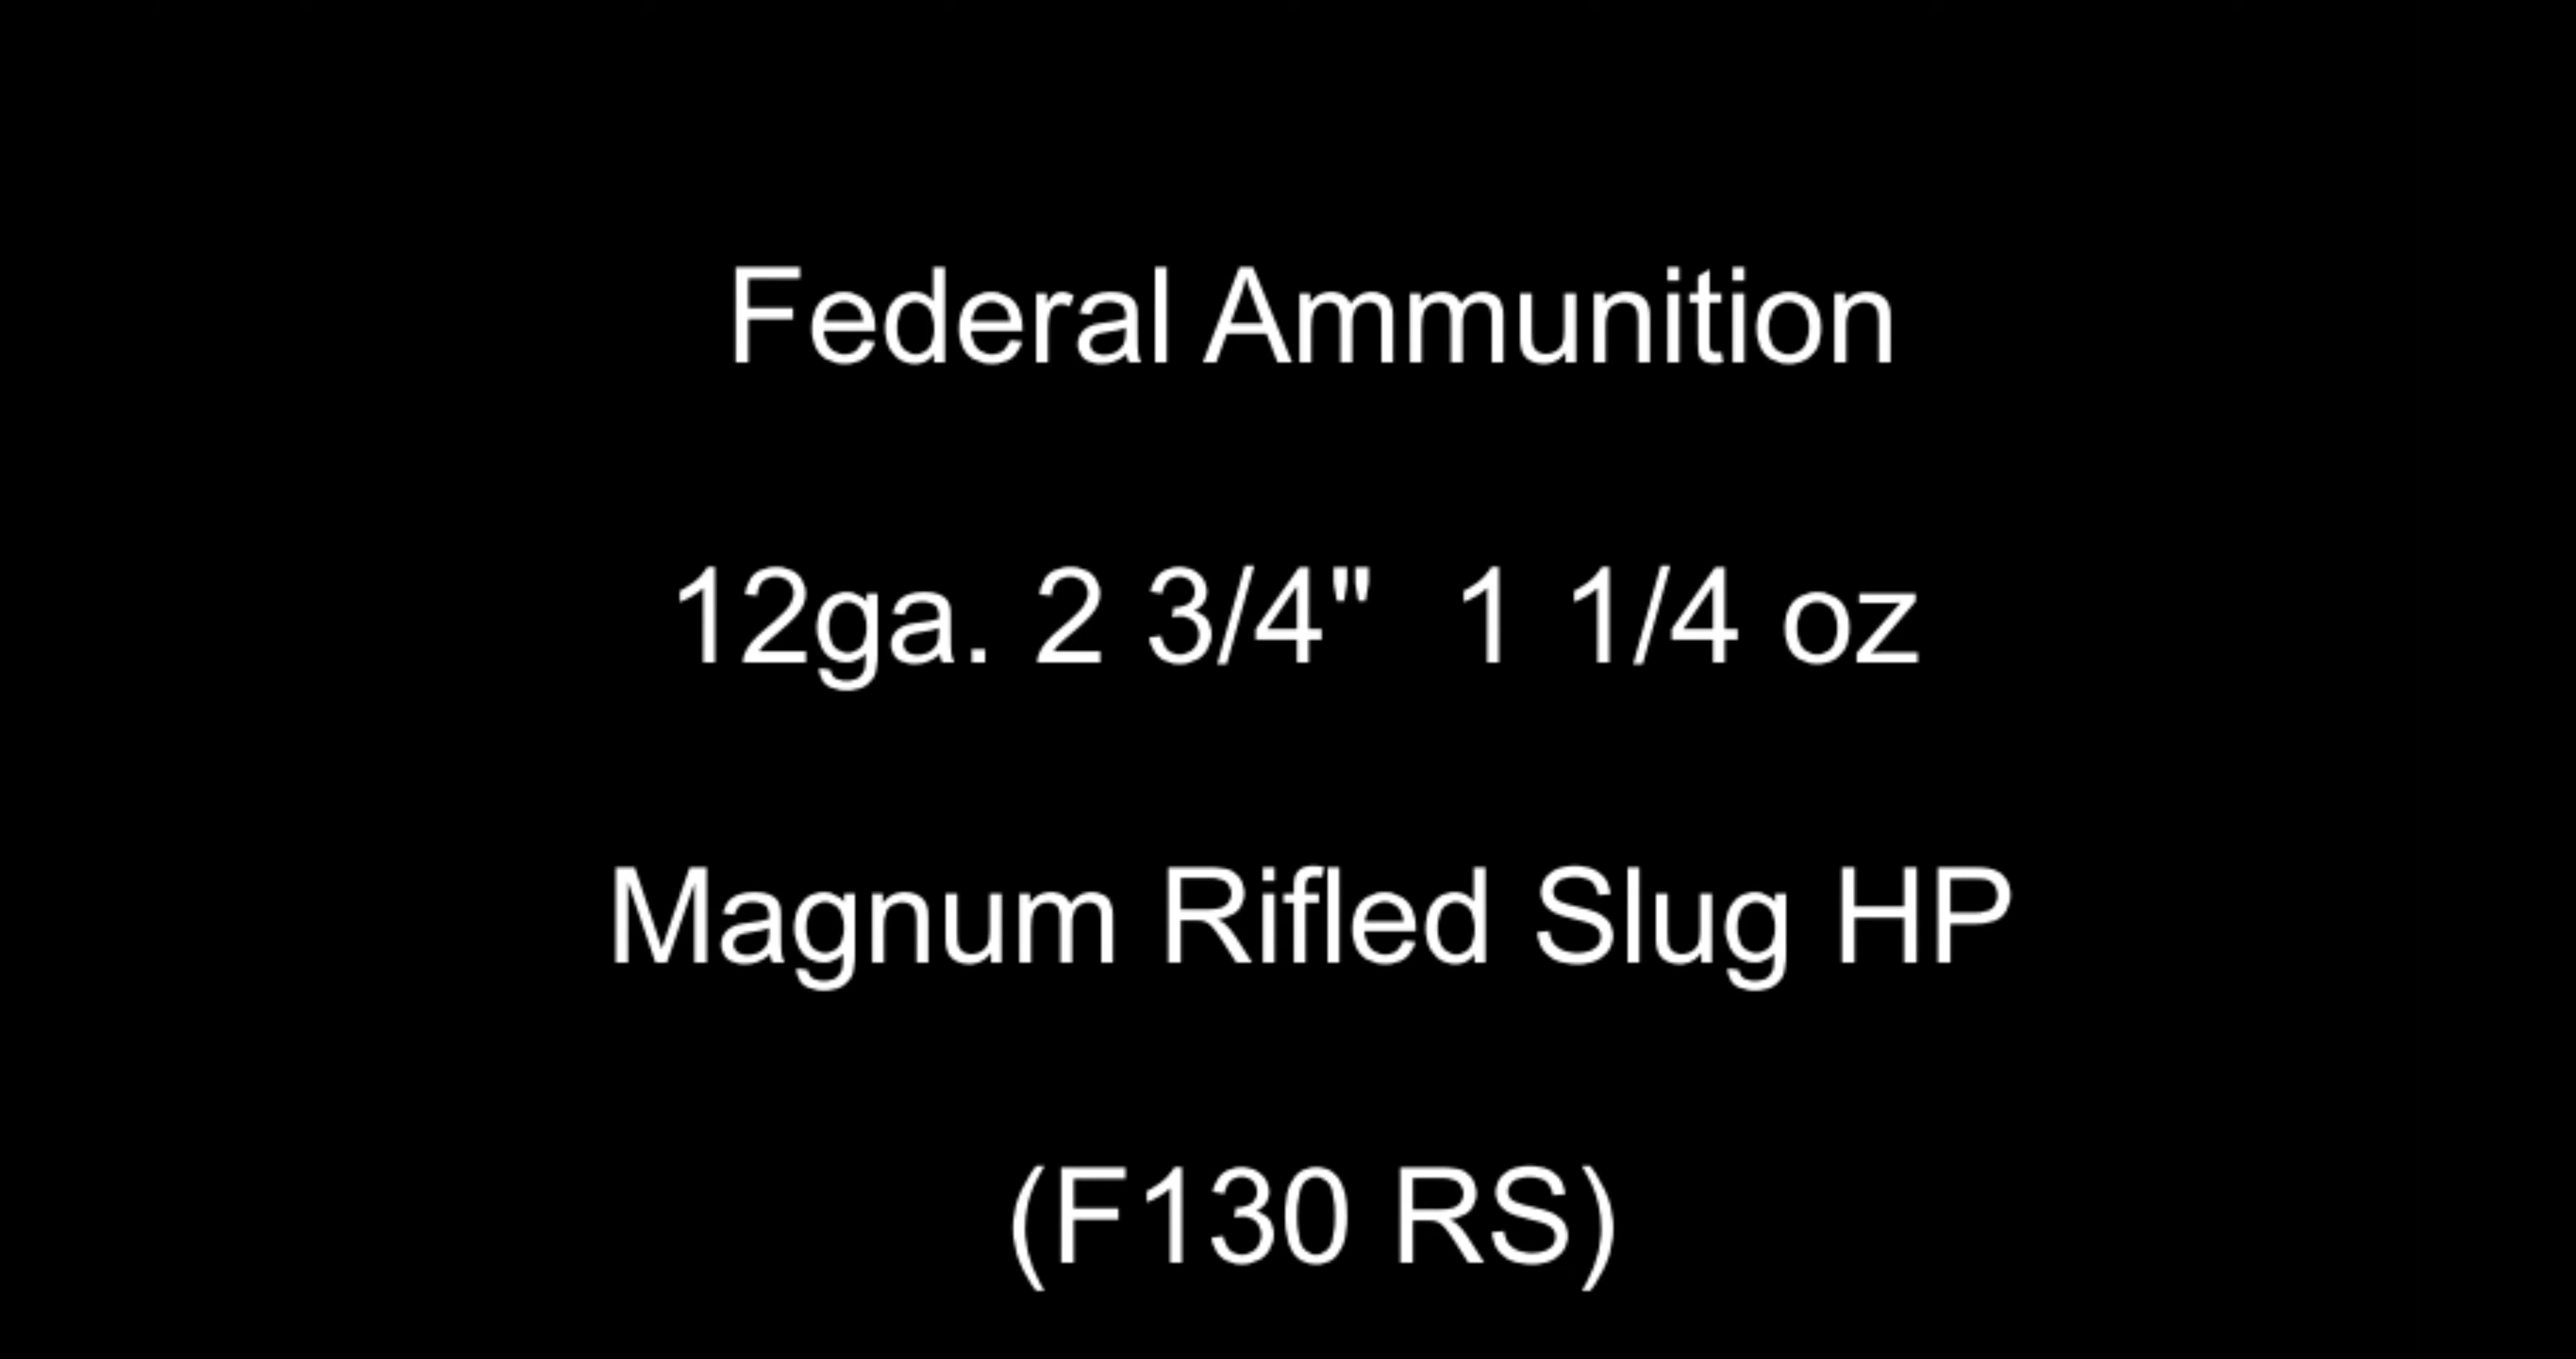 Federal Ammunition
12ga. 2 3/4"  1 1/4 oz
Magnum Rifled Slug HP
(F130 RS)